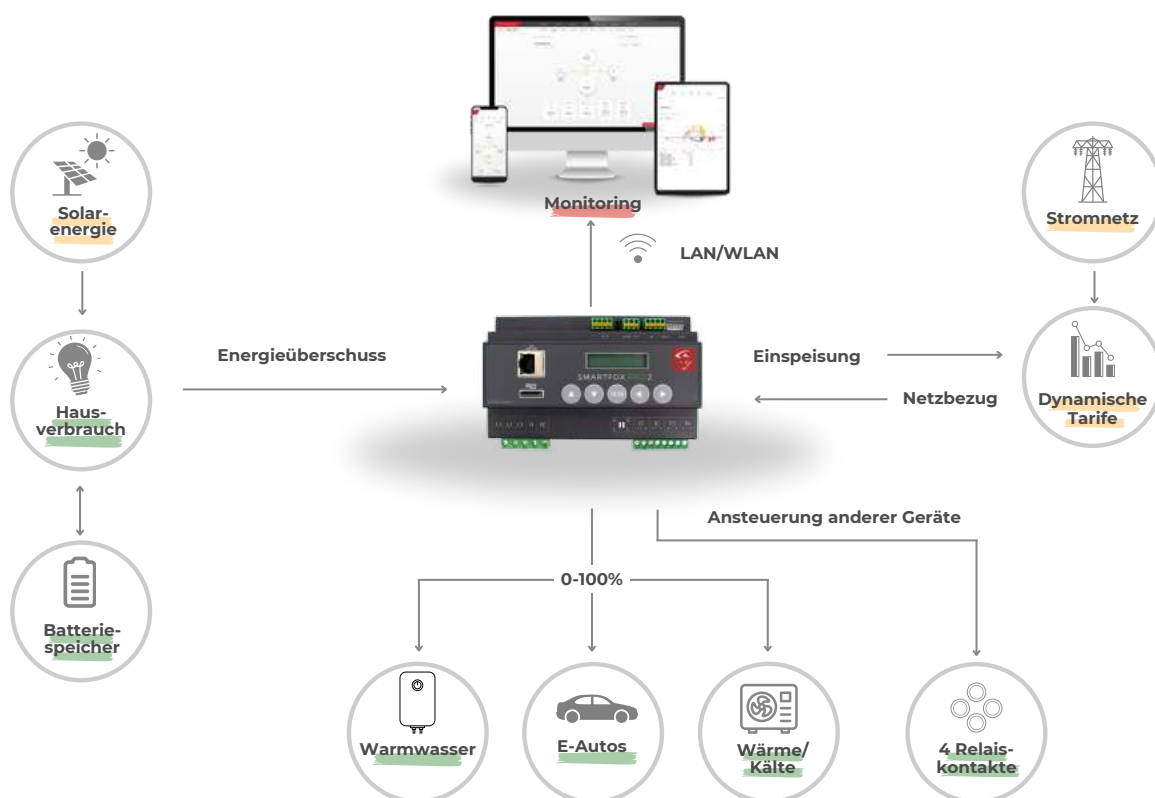 Monitoring
LAN/WLAN
Solar-
energie
Stromnetz
Energieüberschuss
Einspeisung
Netzbezug
Haus-
verbrauch
Dynamische
Tarife
SMARTFOX PRO 2
Ansteuerung anderer Geräte
0-100%
Batterie-
speicher
Warmwasser
E-Autos
Wärme/
Kälte
4 Relais-
kontakte